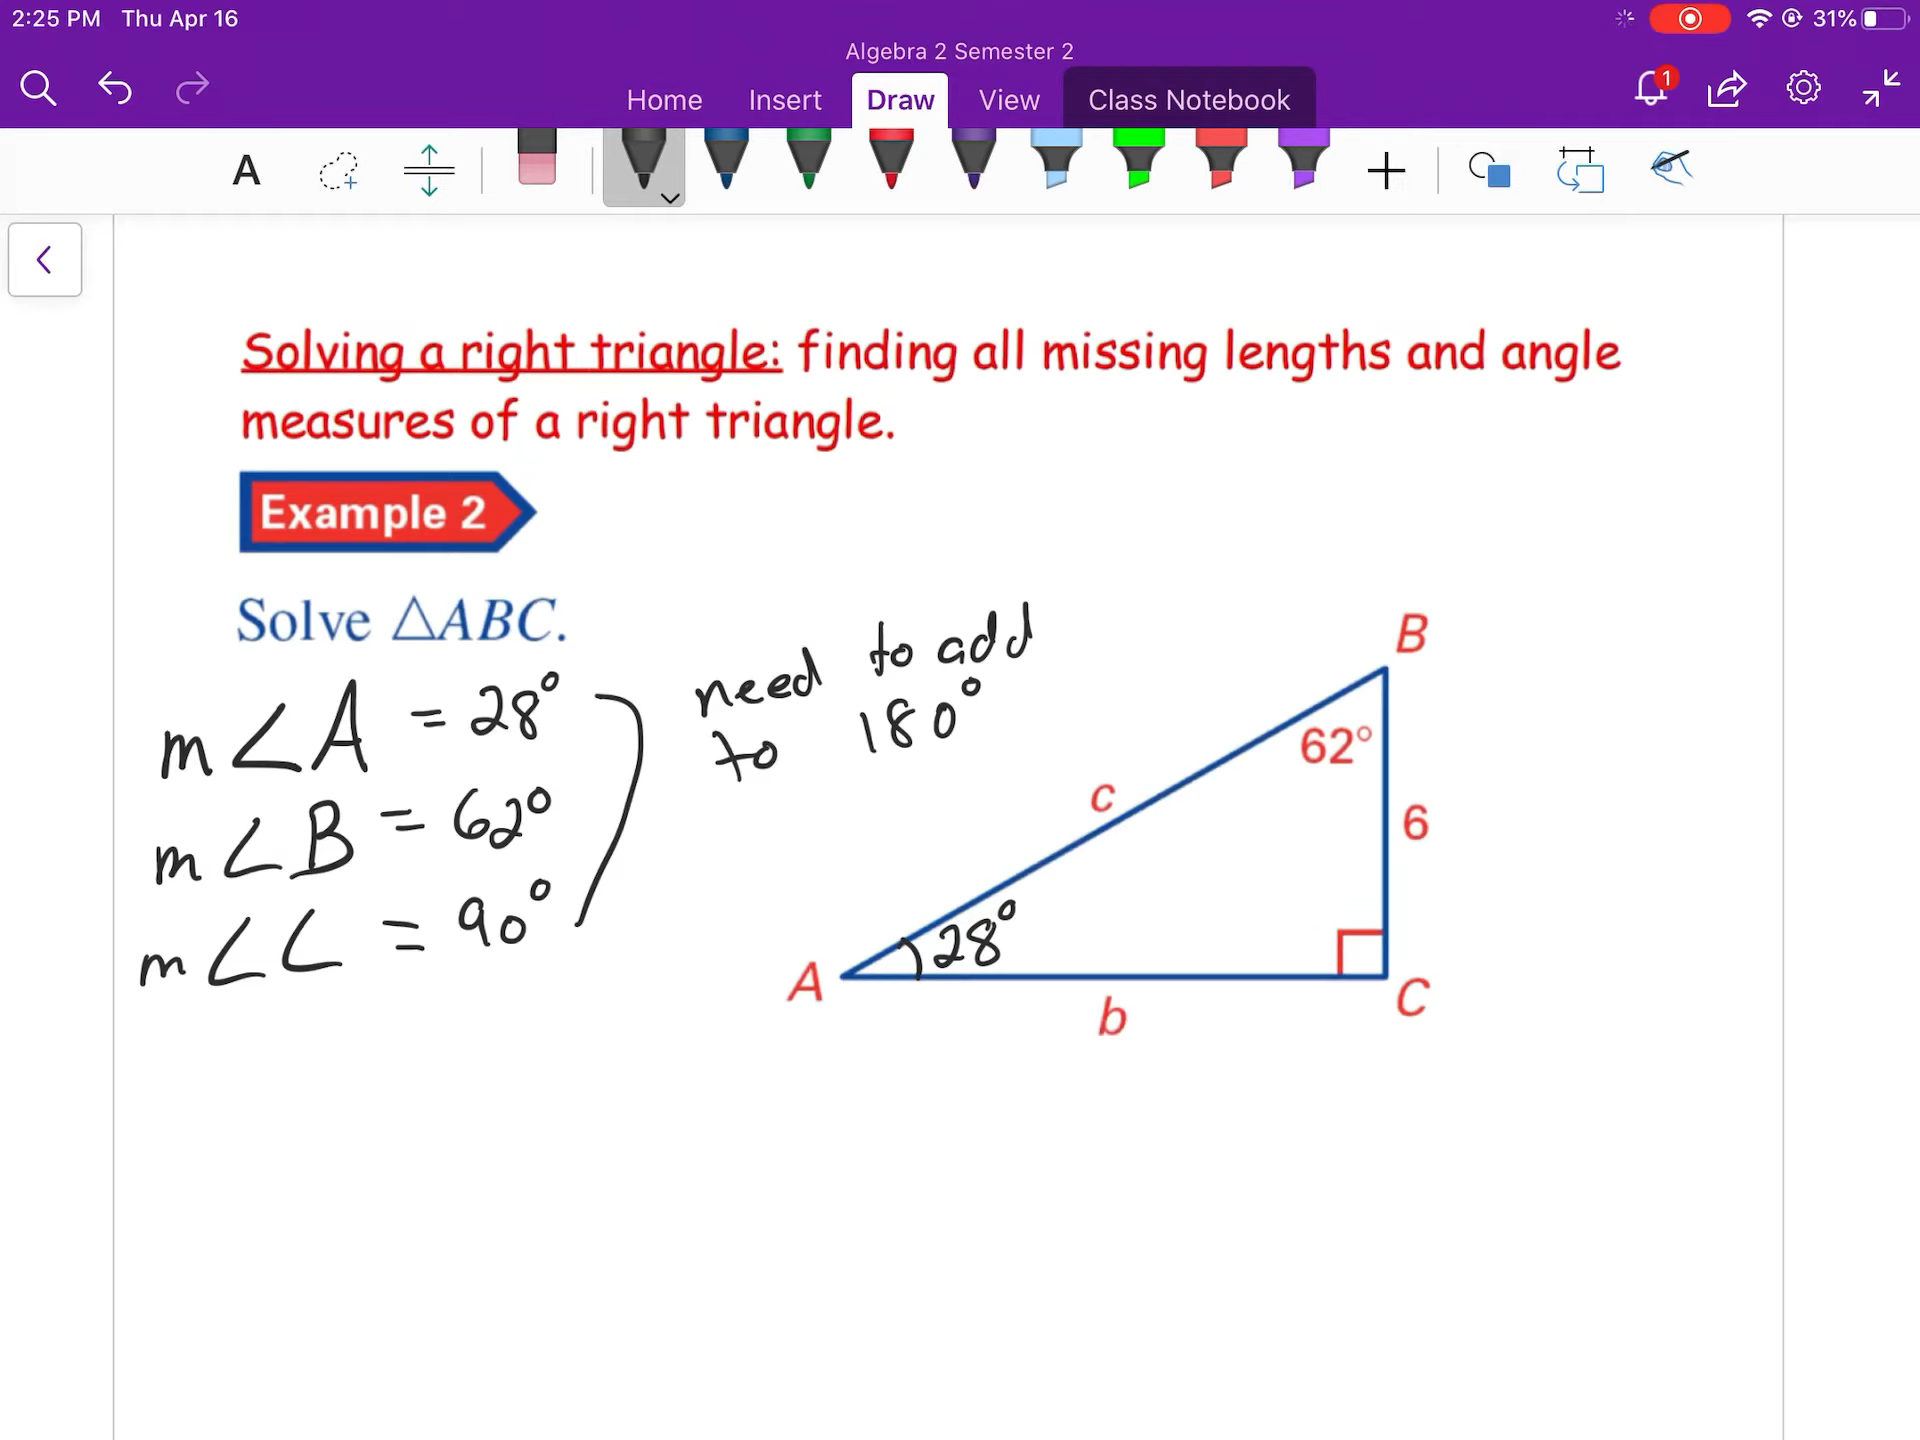 2:25 PM Thu Apr 16
31%
Algebra 2 Semester 2
Home Insert Draw View Class Notebook
1
A
Solving a right triangle: finding all missing lengths and angle
measures of a right triangle.
Example 2
Solve △ABC.
m∠A = 28°
m∠B = 62°
m∠C = 90°
need to add
to 180°
B
62°
c
6
28°
A
C
b